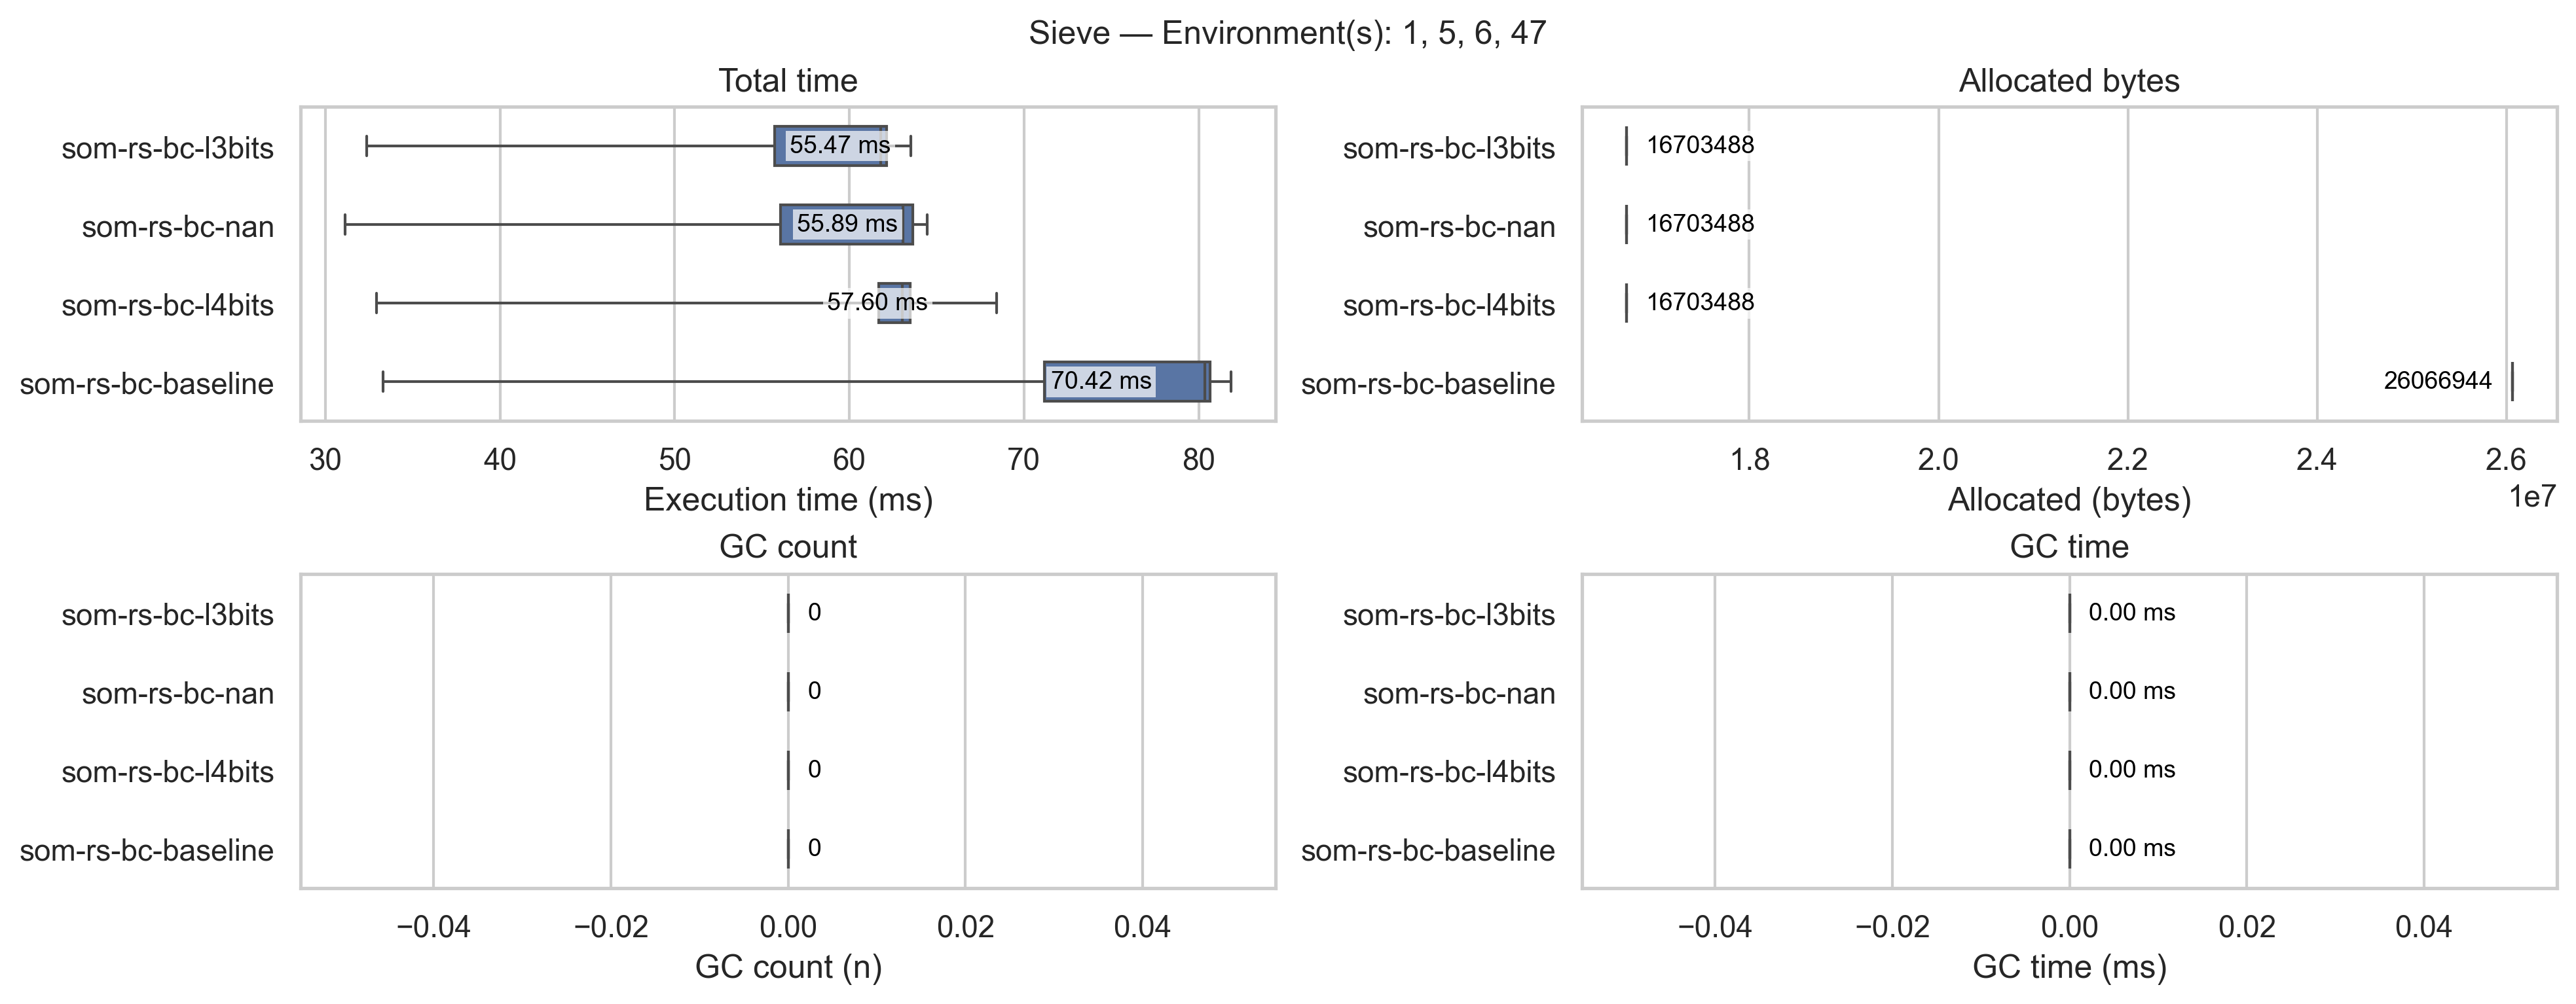 Sieve — Environment(s): 1, 5, 6, 47
Total time
som-rs-bc-l3bits
55.47 ms
som-rs-bc-nan
55.89 ms
som-rs-bc-l4bits
57.60 ms
som-rs-bc-baseline
70.42 ms
30 40 50 60 70 80
Execution time (ms)
Allocated bytes
som-rs-bc-l3bits
16703488
som-rs-bc-nan
16703488
som-rs-bc-l4bits
16703488
som-rs-bc-baseline
26066944
1.8 2.0 2.2 2.4 2.6
1e7
Allocated (bytes)
GC count
som-rs-bc-l3bits
0
som-rs-bc-nan
0
som-rs-bc-l4bits
0
som-rs-bc-baseline
0
−0.04 −0.02 0.00 0.02 0.04
GC count (n)
GC time
som-rs-bc-l3bits
0.00 ms
som-rs-bc-nan
0.00 ms
som-rs-bc-l4bits
0.00 ms
som-rs-bc-baseline
0.00 ms
−0.04 −0.02 0.00 0.02 0.04
GC time (ms)